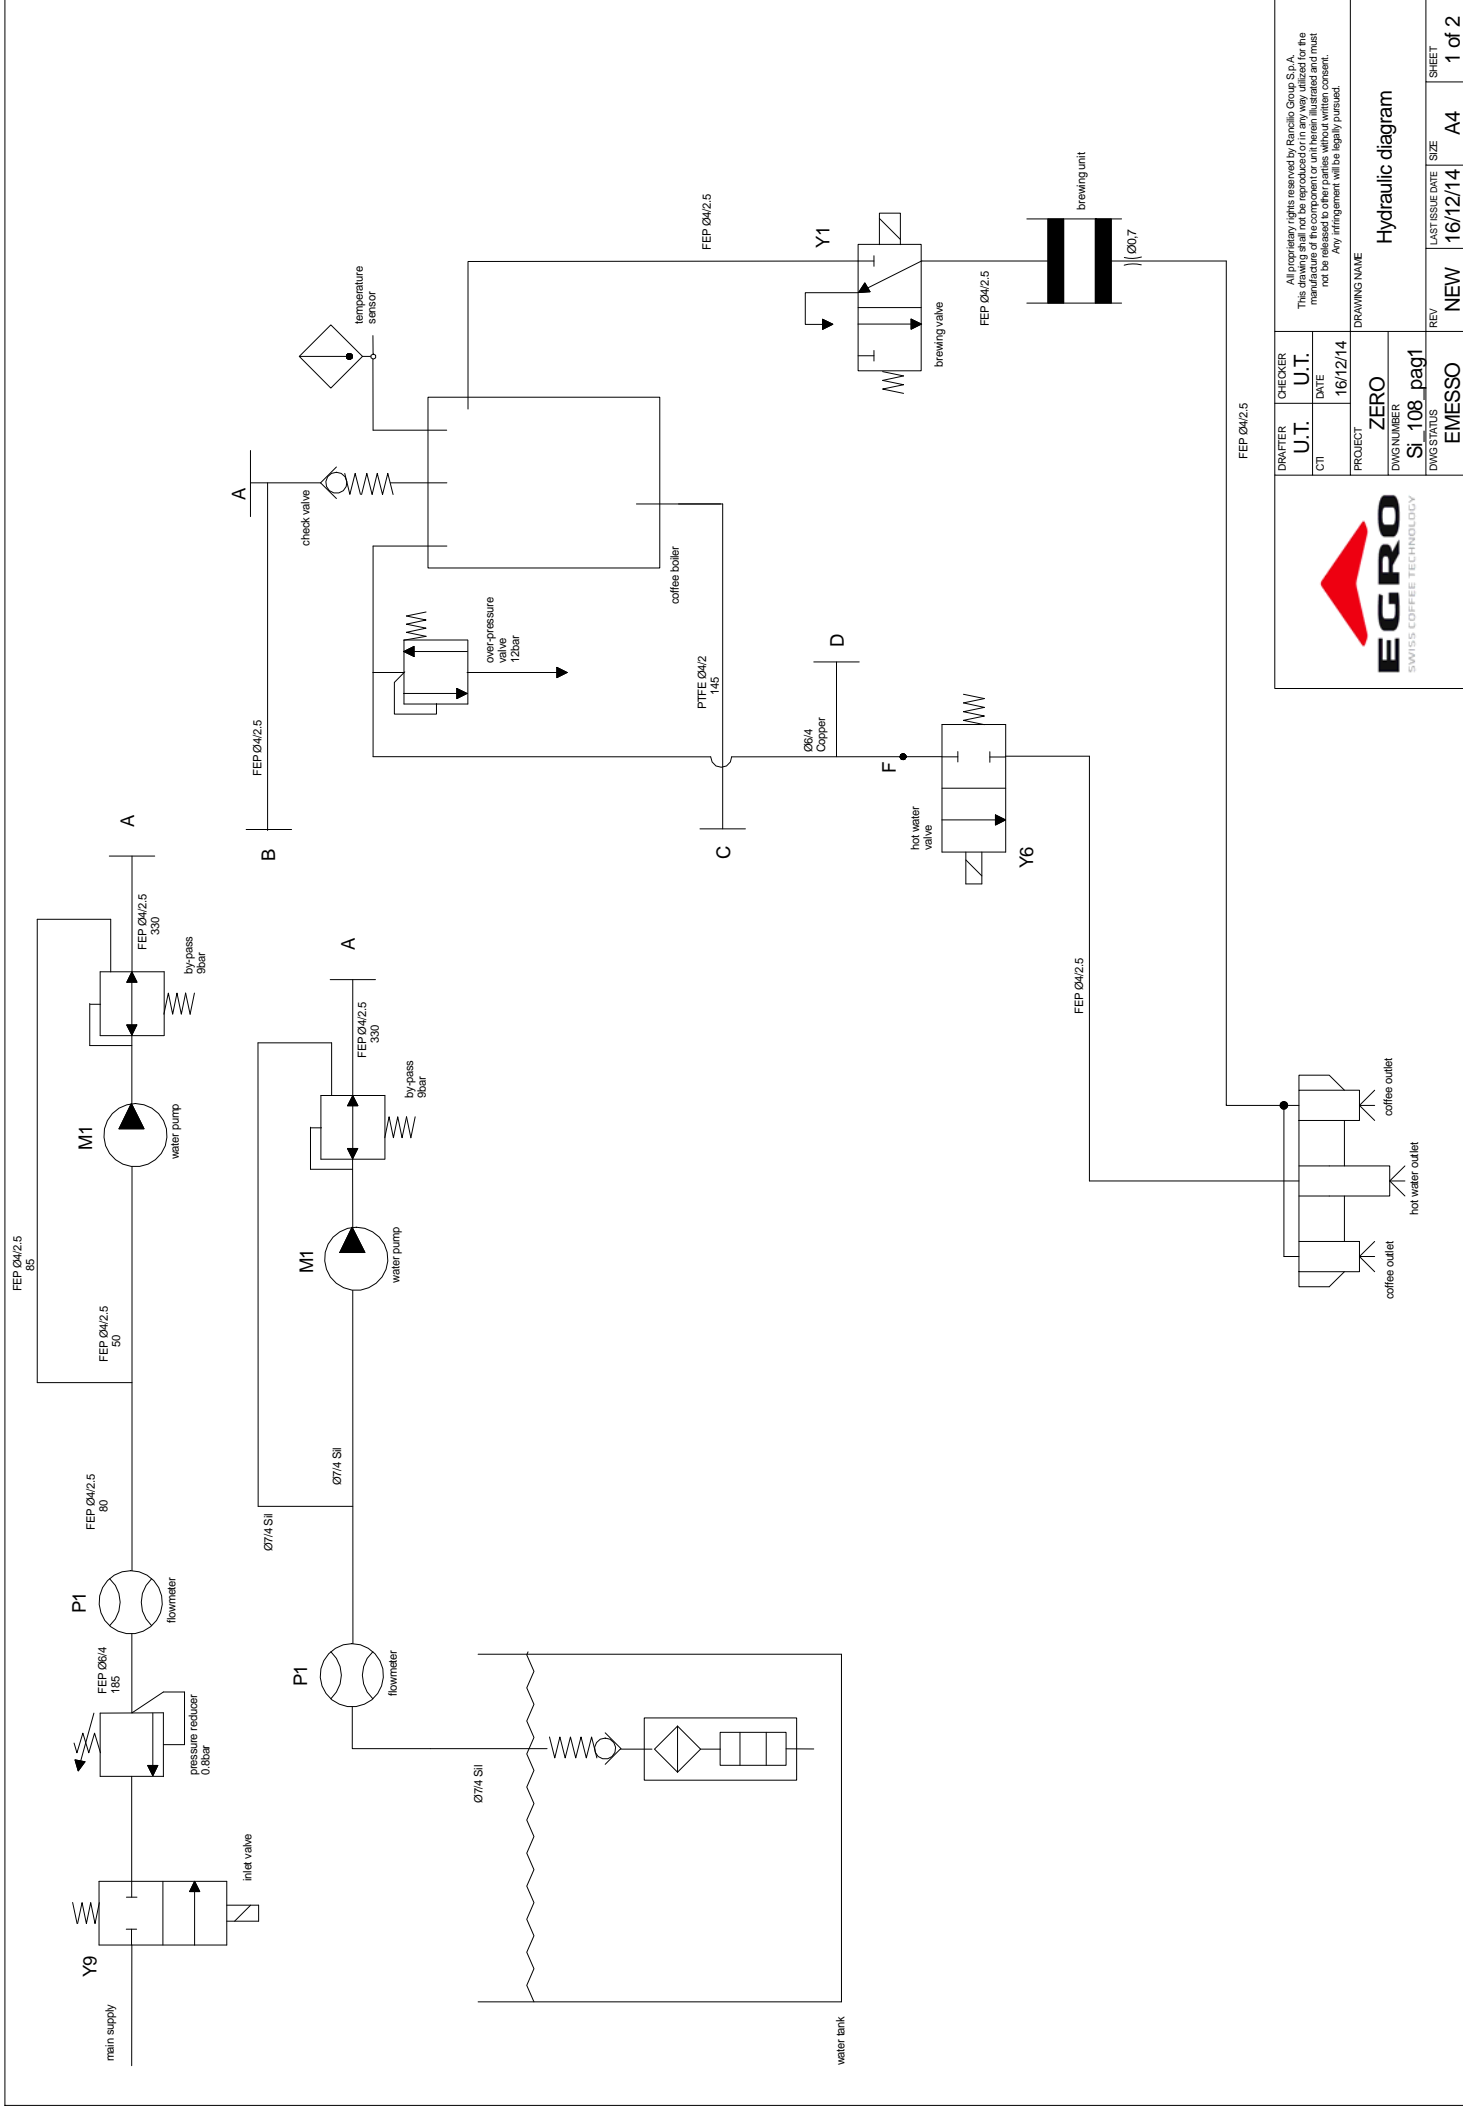 main supply
Y9
inlet valve
pressure reducer
0.8bar
FEP Ø6/4
185
P1
flowmeter
FEP Ø4/2.5
80
FEP Ø4/2.5
50
FEP Ø4/2.5
85
M1
water pump
by-pass
9bar
FEP Ø4/2.5
330
A
water tank
Ø7/4 Sil
P1
flowmeter
Ø7/4 Sil
Ø7/4 Sil
M1
water pump
by-pass
9bar
FEP Ø4/2.5
330
A
B
FEP Ø4/2.5
A
check valve
temperature
sensor
over-pressure
valve
12bar
coffee boiler
C
PTFE Ø4/2
145
Ø6/4
Copper
D
F
hot water
valve
Y6
FEP Ø4/2.5
FEP Ø4/2.5
Y1
brewing valve
FEP Ø4/2.5
brewing unit
Ø0,7
FEP Ø4/2.5
coffee outlet
hot water outlet
coffee outlet
EGRO
SWISS COFFEE TECHNOLOGY
DRAFTER
U.T.
CHECKER
U.T.
CTI
DATE
16/12/14
All proprietary rights reserved by Rancilio Group S.p.A.
This drawing shall not be reproduced or in any way utilized for the
manufacture of the component or unit herein illustrated and must
not be released to other parties without written consent.
Any infringement will be legally pursued.
PROJECT
ZERO
DRAWING NAME
Hydraulic diagram
DWG NUMBER
Si_108_pag1
DWG STATUS
EMESSO
REV
NEW
LAST ISSUE DATE
16/12/14
SIZE
A4
SHEET
1 of 2